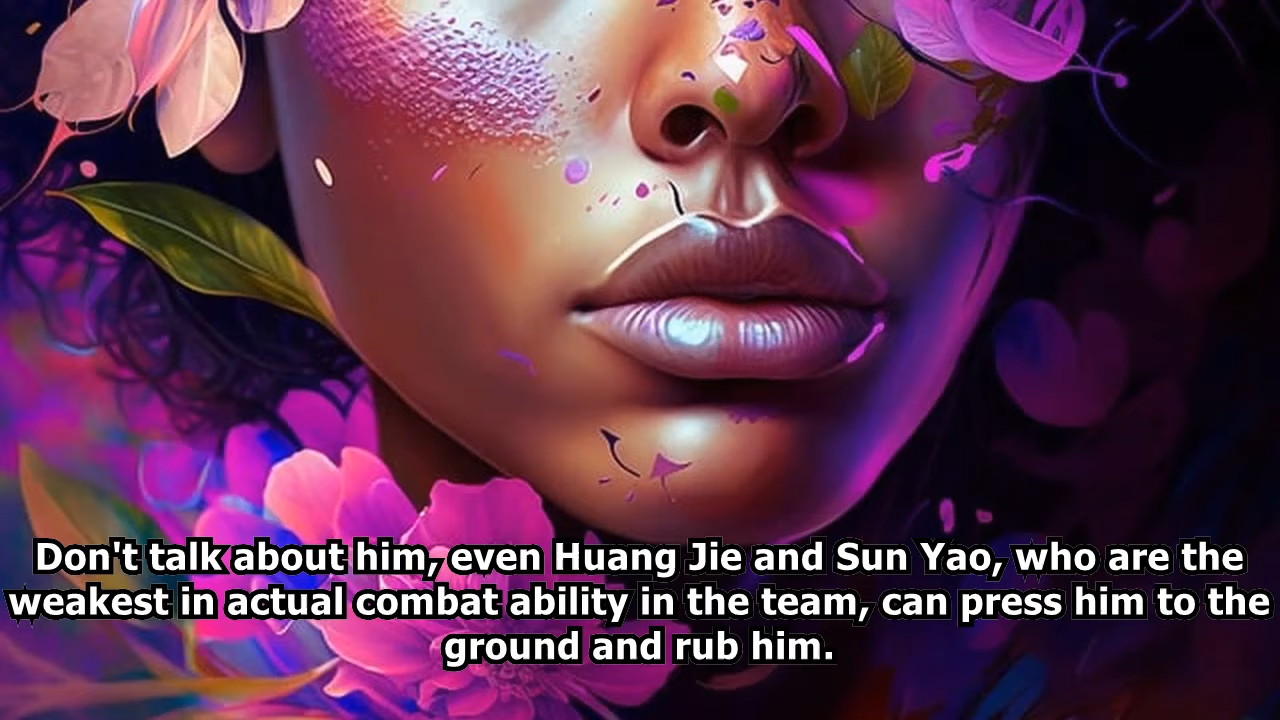 Don't talk about him, even Huang Jie and Sun Yao, who are the
weakest in actual combat ability in the team, can press him to the
ground and rub him.